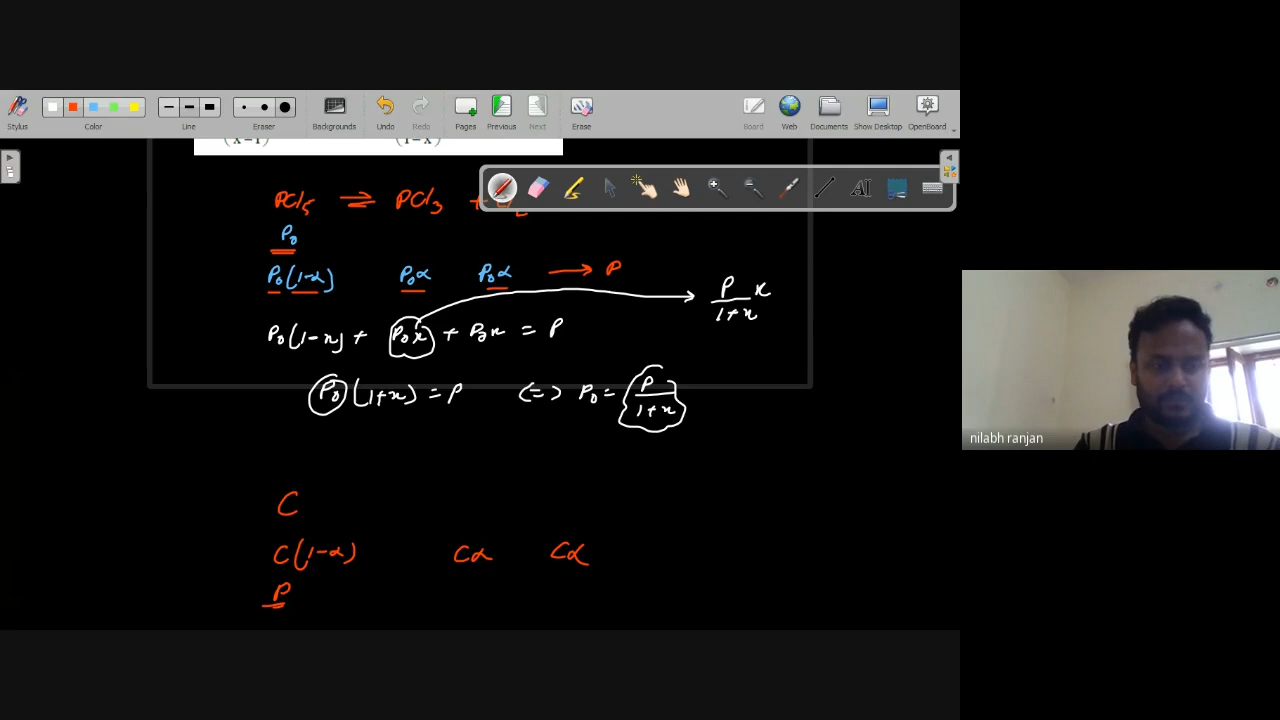 Stylus Color Line Eraser Backgrounds Undo Redo Pages Previous Next Erase Board Web Documents Show Desktop OpenBoard
PCl5 ⇌ PCl3 +
P0
P0(1-α) P0α P0α → P
P/(1+x) x
P0(1-x) + P0x + P0x = P
P0(1+x) = P <=> P0 = P/(1+x)
nilabh ranjan
C
C(1-α) Cα Cα
P